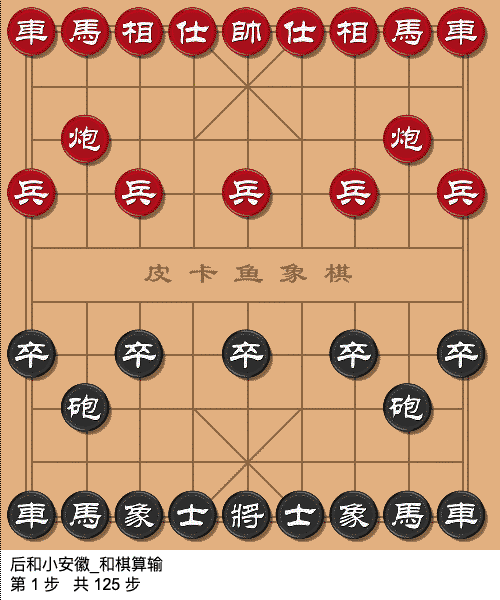 車馬相仕帥仕相馬車
炮炮
兵兵兵兵兵
皮卡鱼象棋
卒卒卒卒卒
砲砲
車馬象士將士象馬車
后和小安徽_和棋算输
第 1 步 共 125 步